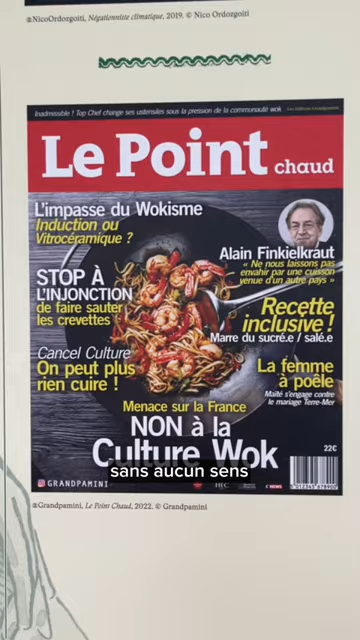 @NicoOrdozgoiti, Négationniste climatique, 2019. © Nico Ordozgoiti
Inadmissible ! Top Chef change ses ustensiles sous la pression de la communauté wok
Le Point chaud
L'impasse du Wokisme
Induction ou
Vitrocéramique ?
Alain Finkielkraut
« Ne nous laissons pas
envahir par une cuisson
venue d'un autre pays »
STOP À
L'INJONCTION
de faire sauter
les crevettes
Recette
inclusive !
Marre du sucré.e / salé.e
Cancel Culture
On peut plus
rien cuire !
La femme
à poêle
Maïté s'engage contre
le mariage Terre-Mer
Menace sur la France
NON à la
Culture Wok
22€
sans aucun sens
GRANDPAMINI
CNEWS
@Grandpamini, Le Point Chaud, 2022. © Grandpamini